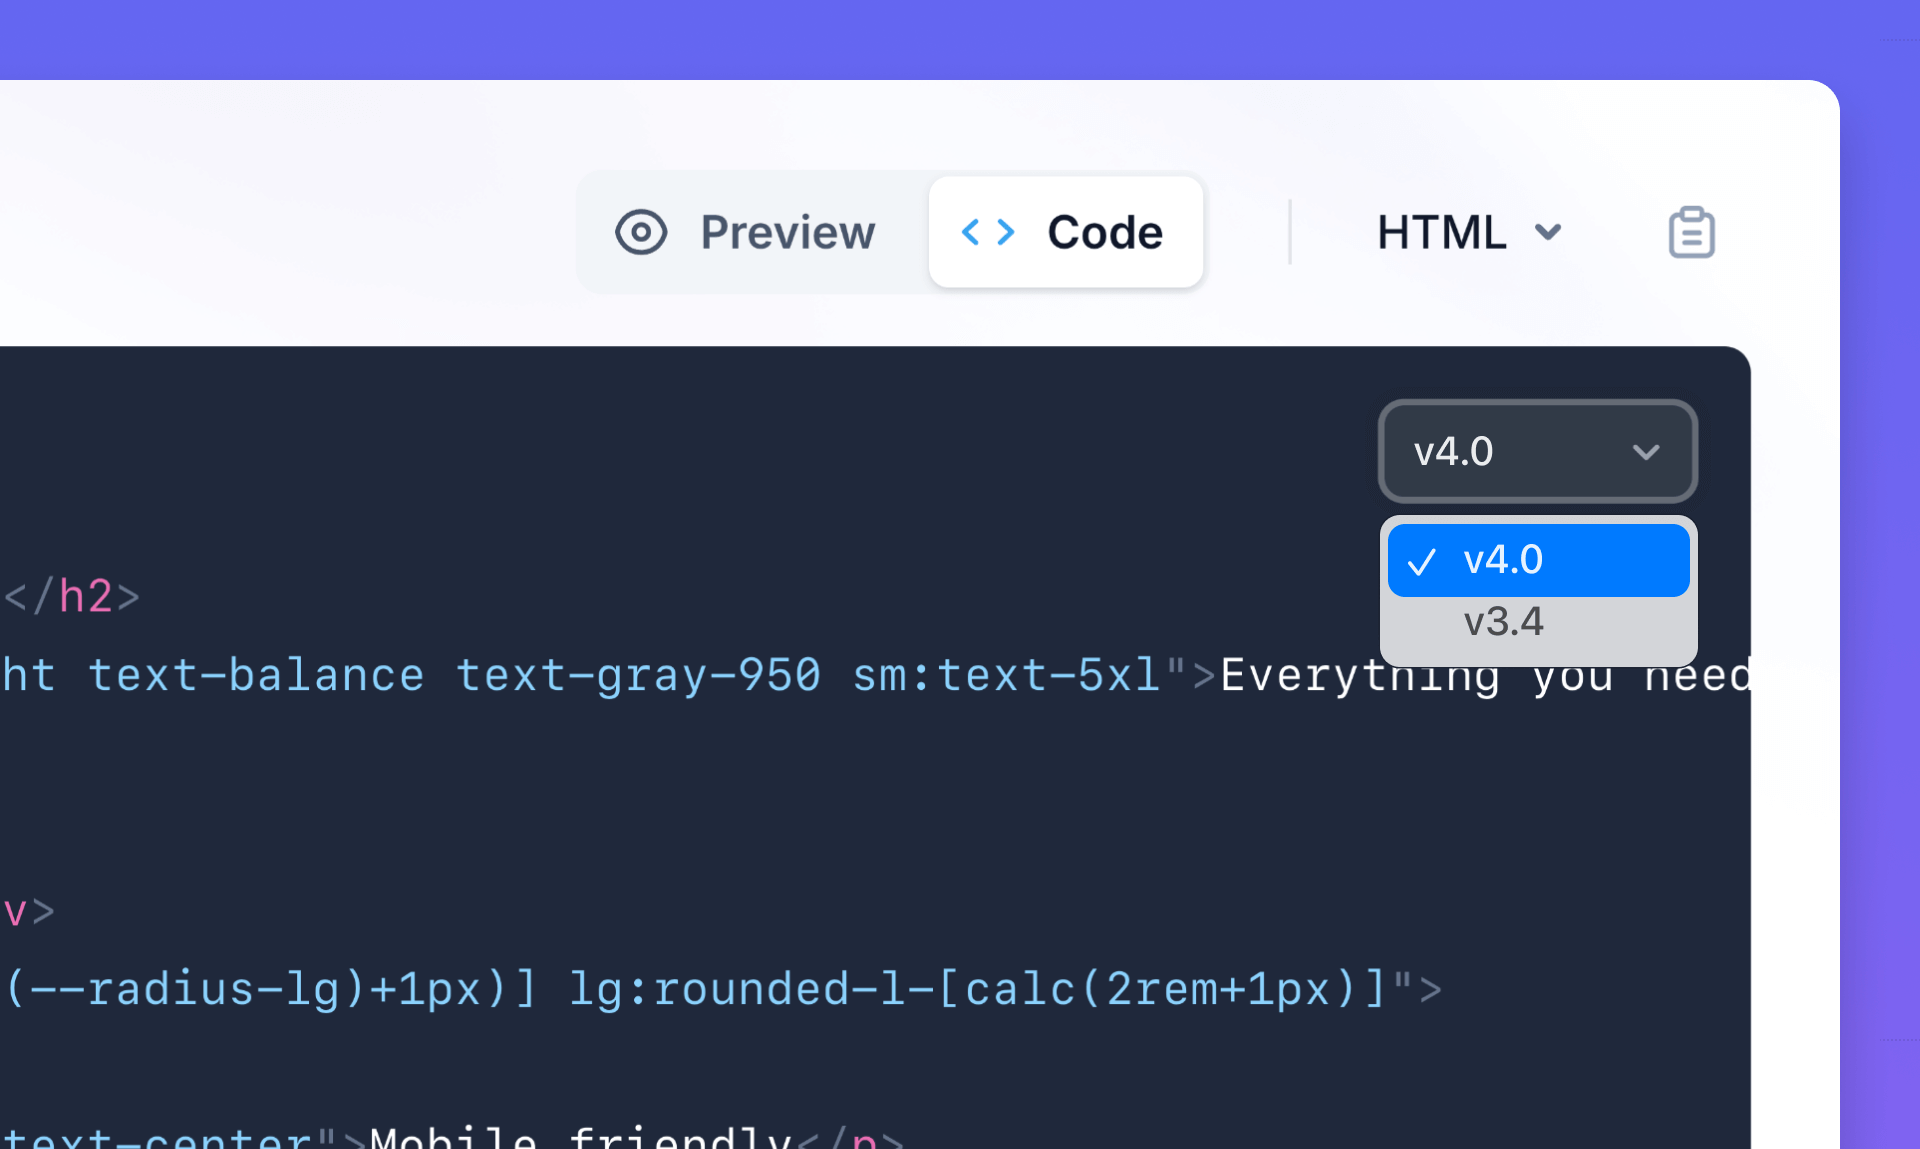 Preview
< > Code
HTML
v4.0
v4.0
v3.4
</h2>
ht text-balance text-gray-950 sm:text-5xl">Everything you need
v>
(--radius-lg)+1px)] lg:rounded-l-[calc(2rem+1px)]">
text-center">Mobile friendly</p>